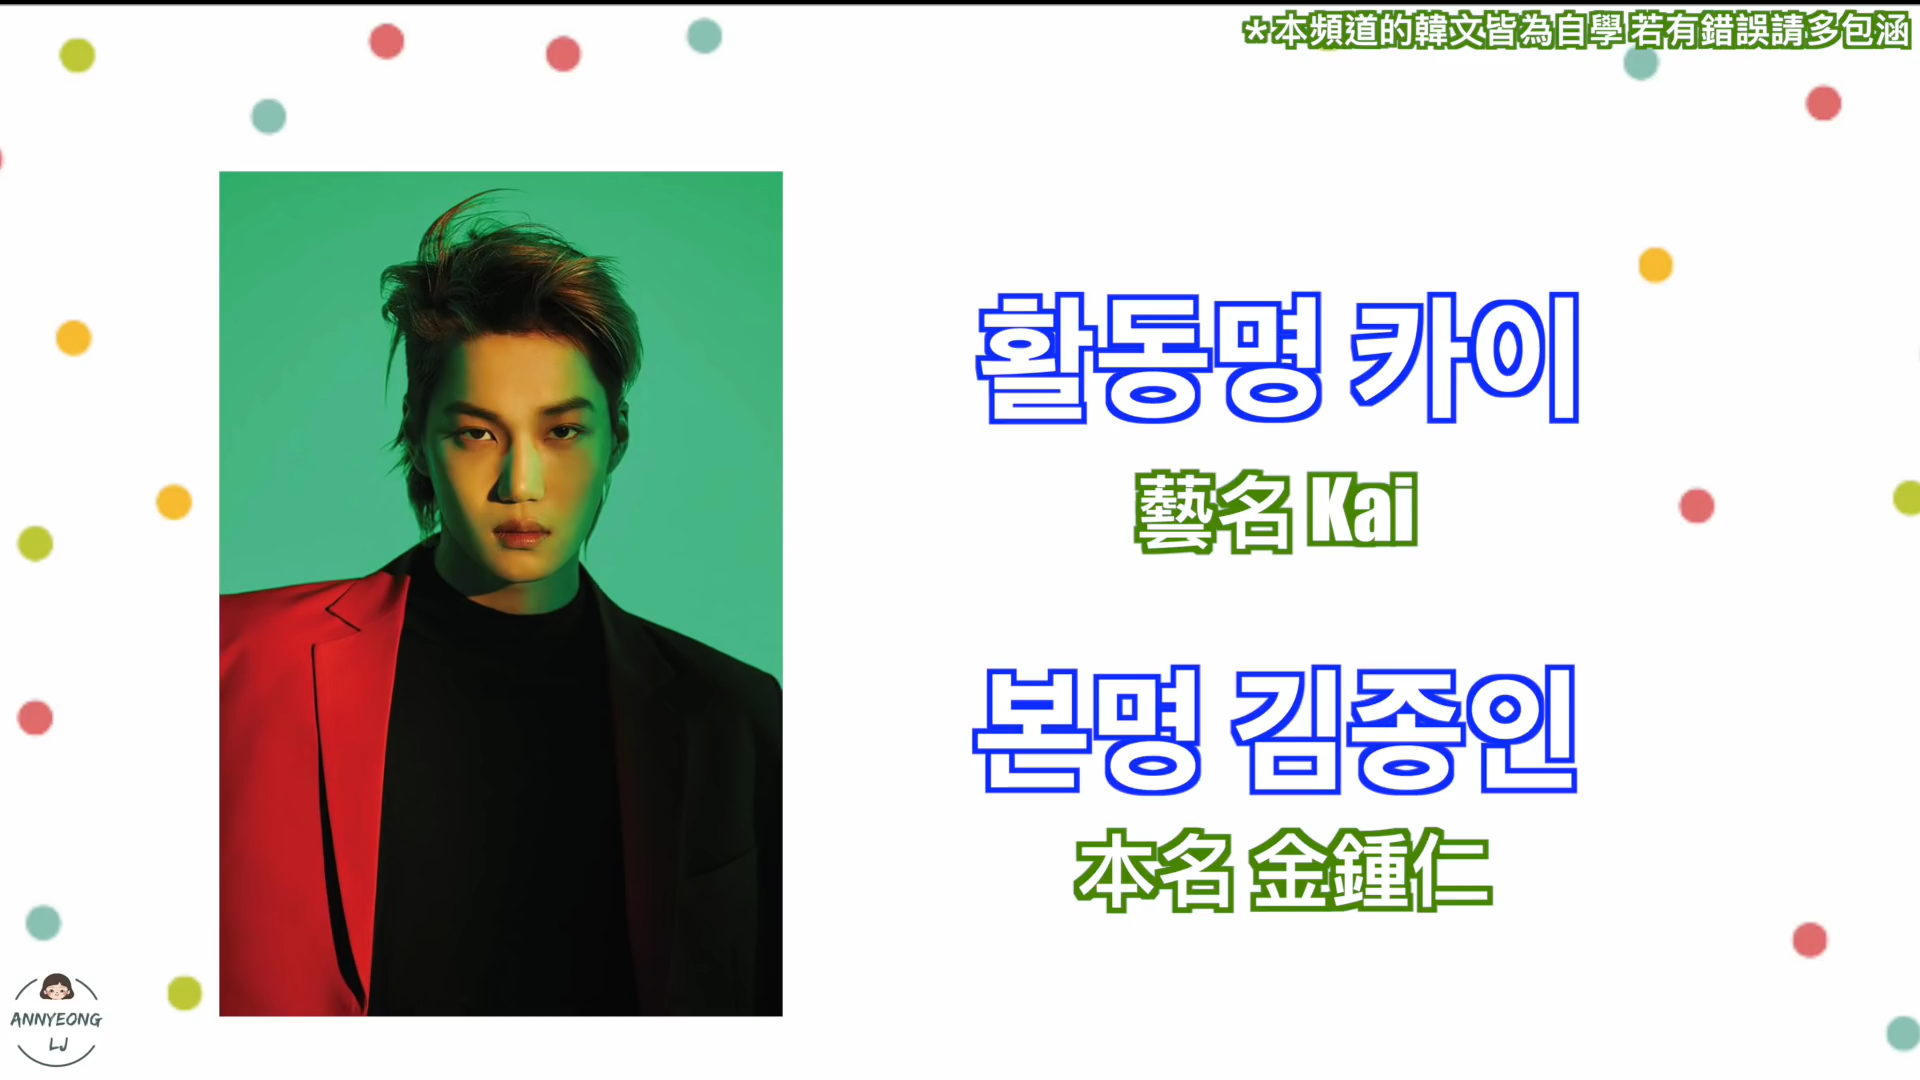 *本頻道的韓文皆為自學 若有錯誤請多包涵
활동명 카이
藝名 Kai
본명 김종인
本名 金鍾仁
ANNYEONG
LJ